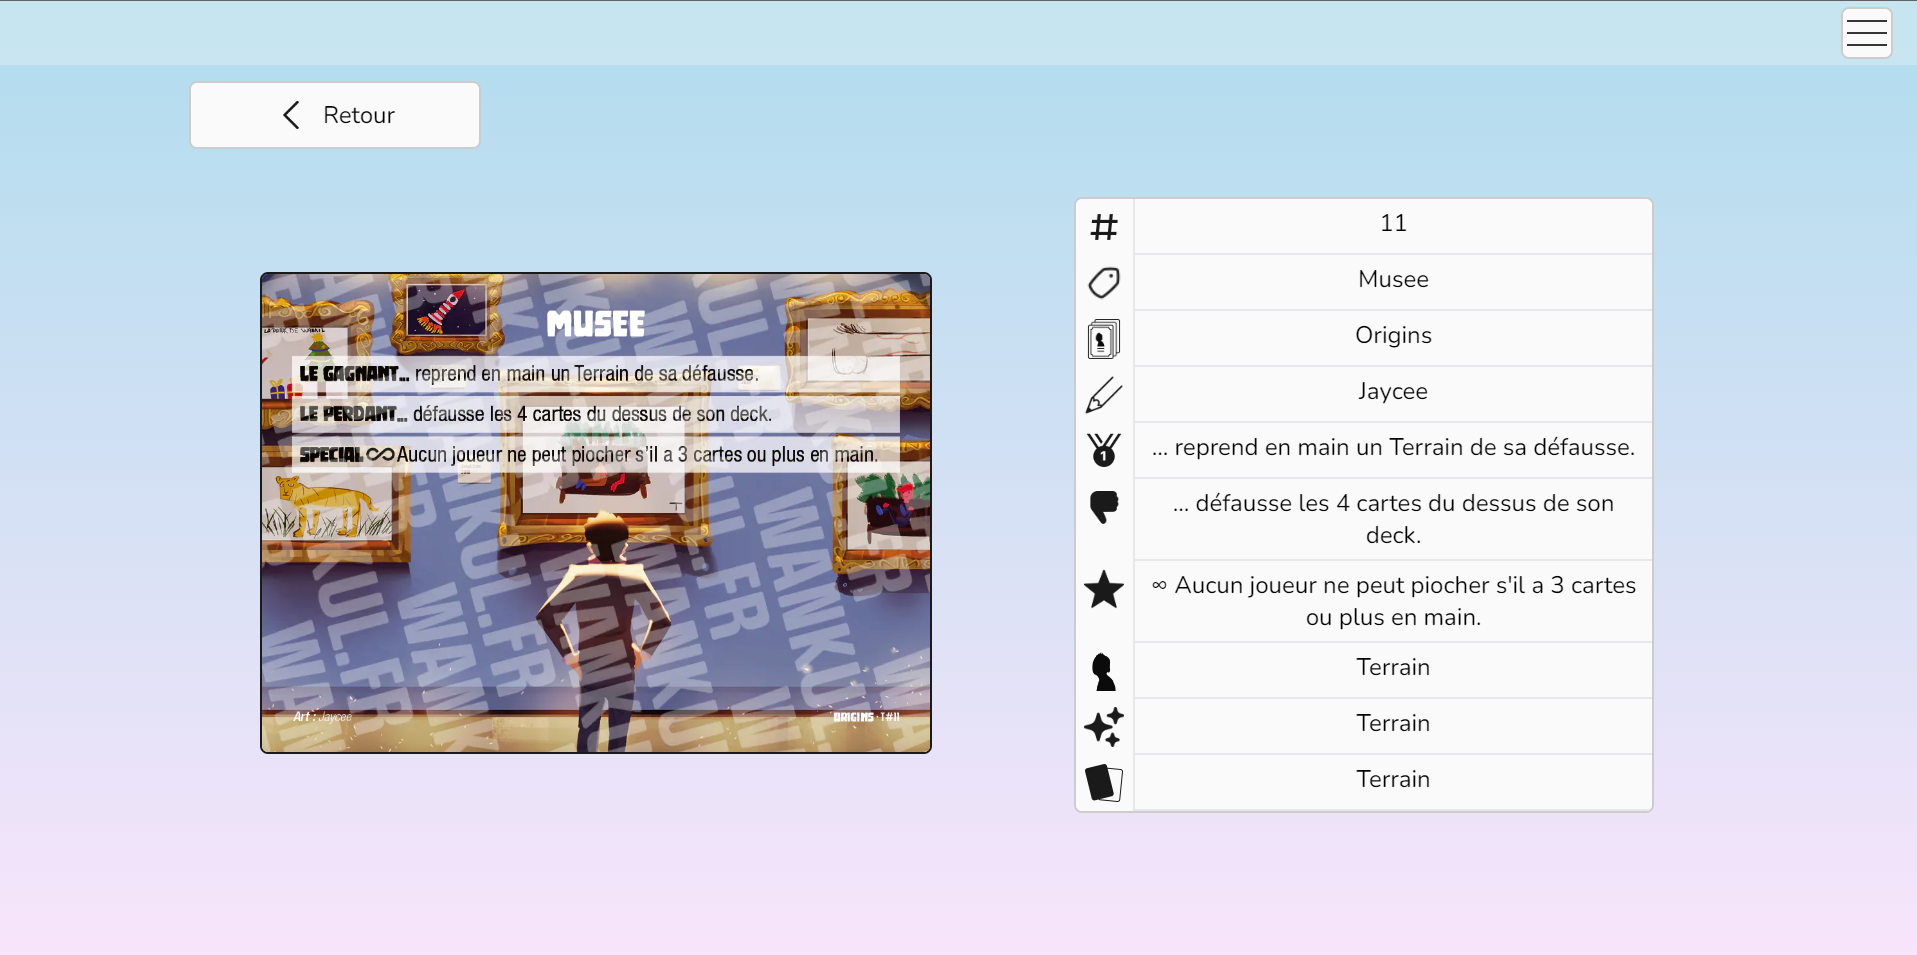 Retour
MUSEE
LE GAGNANT... reprend en main un Terrain de sa défausse.
LE PERDANT... défausse les 4 cartes du dessus de son deck.
SPECIAL ∞ Aucun joueur ne peut piocher s'il a 3 cartes ou plus en main.
WANKUL.FR
Art : Jaycee
ORIGINS · T#11
11
Musee
Origins
Jaycee
... reprend en main un Terrain de sa défausse.
... défausse les 4 cartes du dessus de son
deck.
∞ Aucun joueur ne peut piocher s'il a 3 cartes
ou plus en main.
Terrain
Terrain
Terrain